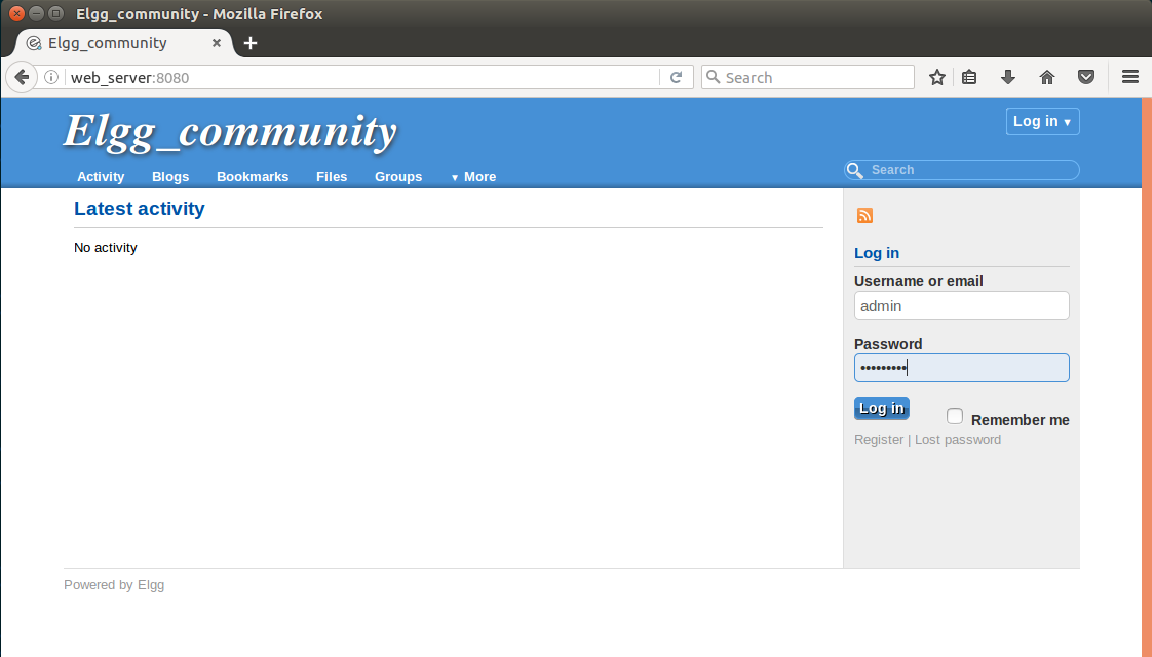 Elgg_community - Mozilla Firefox
Elgg_community
web_server:8080
Search
Elgg_community
Log in ▼
Activity Blogs Bookmarks Files Groups ▼ More
Search
Latest activity
No activity
Log in
Username or email
admin
Password
•••••••••
Log in
Remember me
Register | Lost password
Powered by Elgg